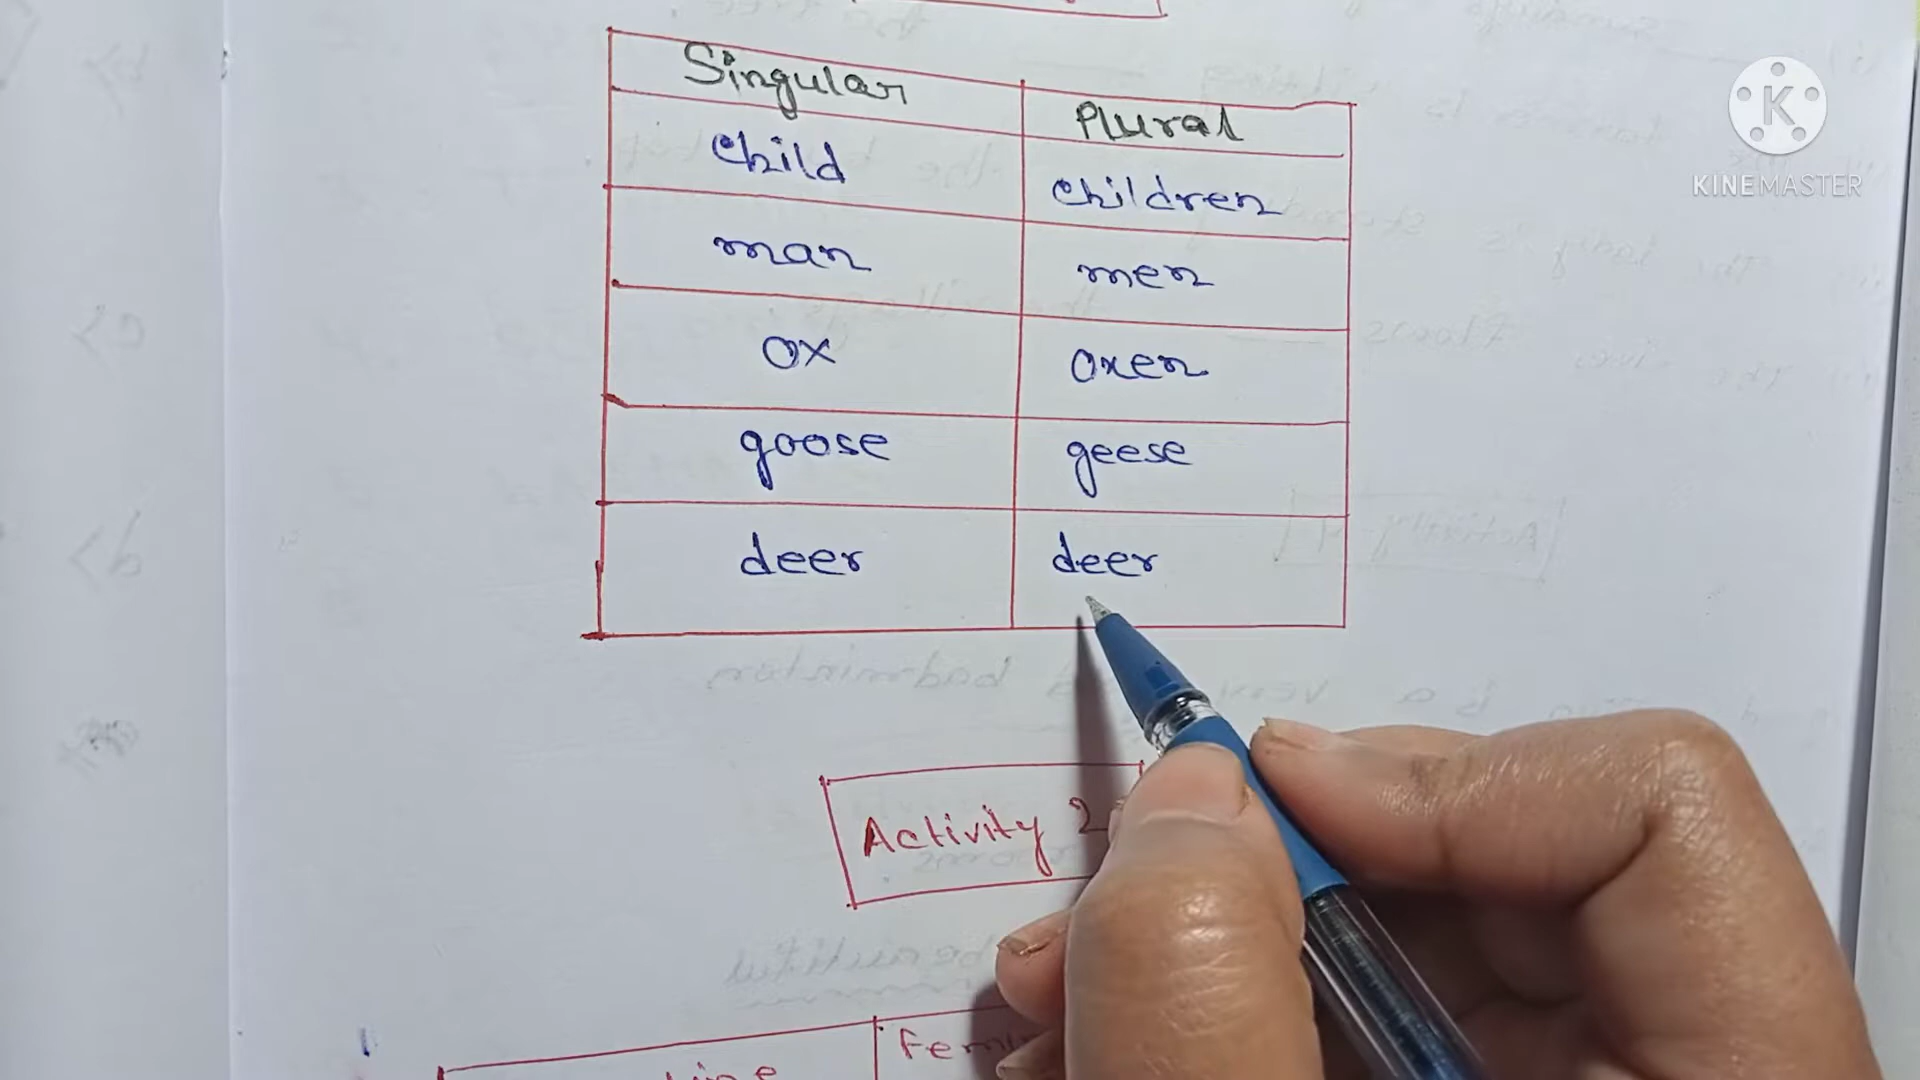 Singular Plural
child children
man men
ox oxen
goose geese
deer deer
Activity 2
KINEMASTER